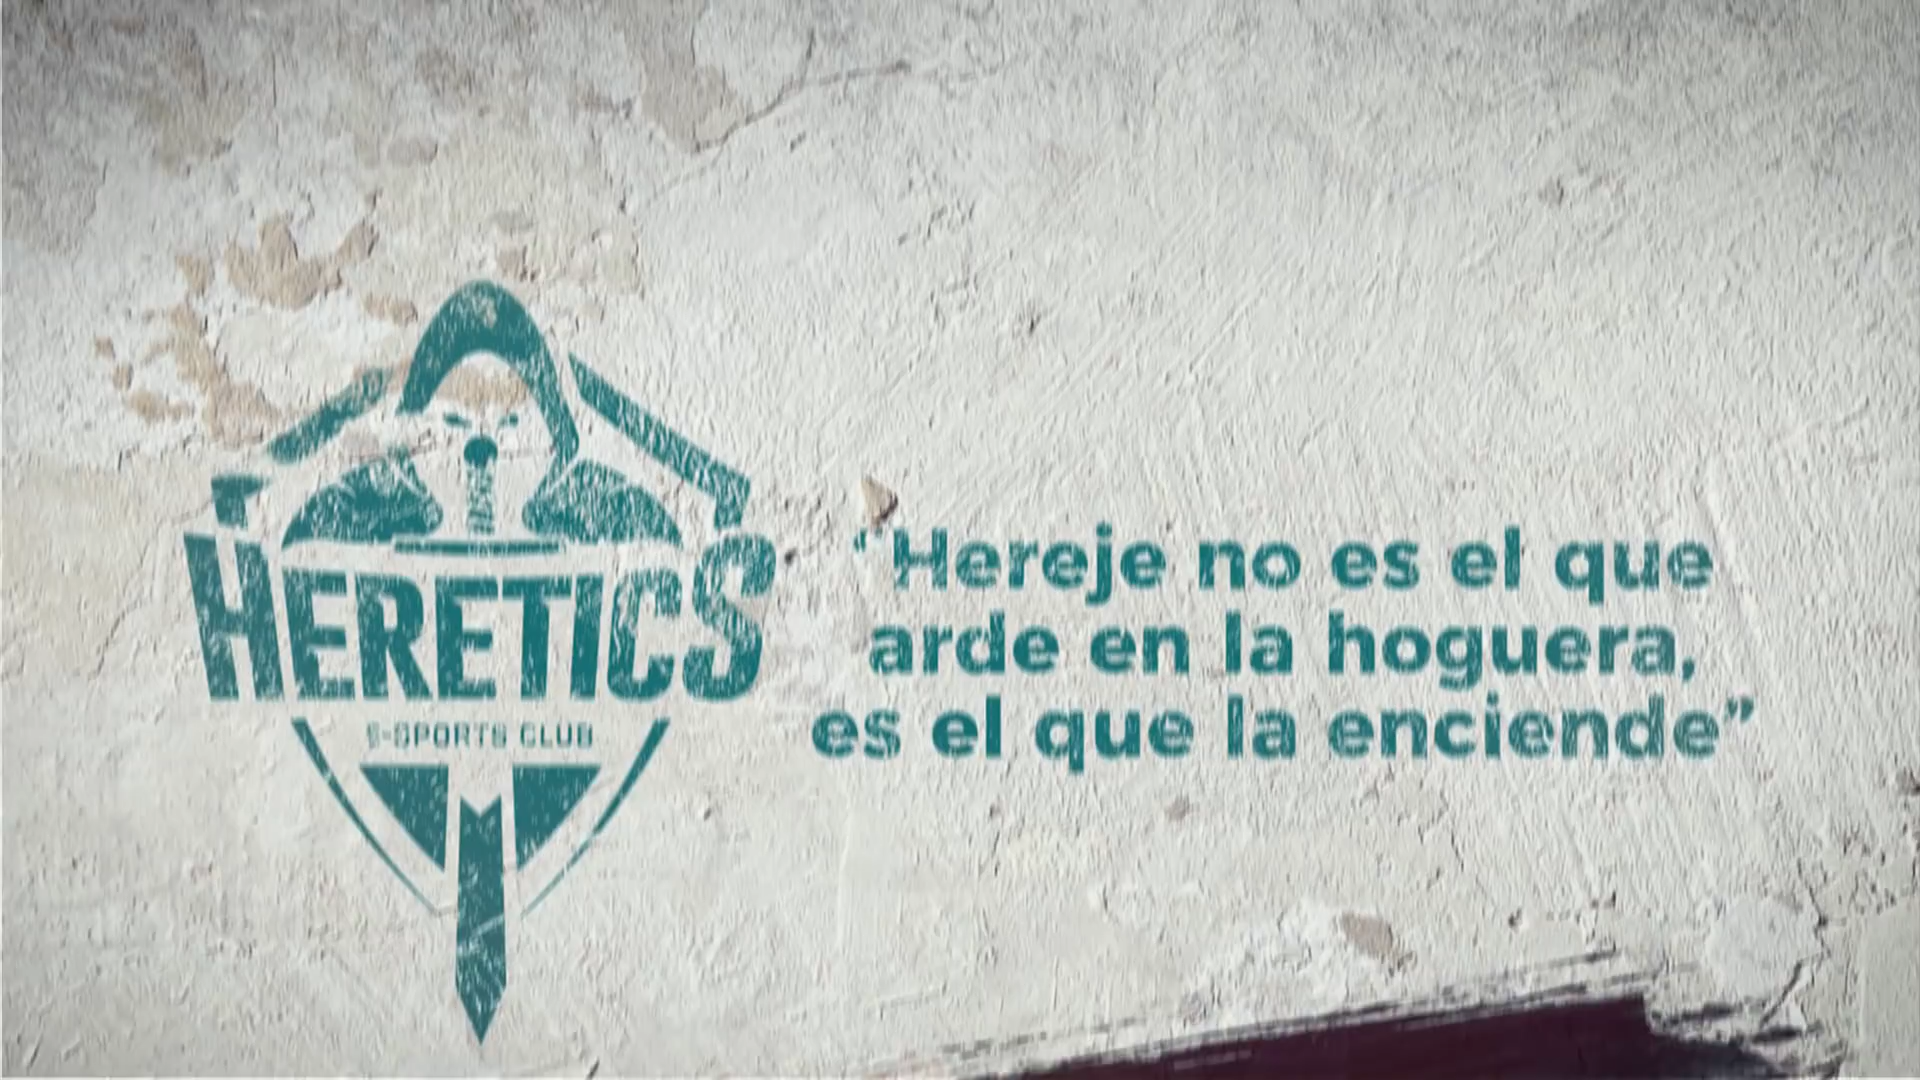 HERETICS
E-SPORTS CLUB
“Hereje no es el que
arde en la hoguera,
es el que la enciende”